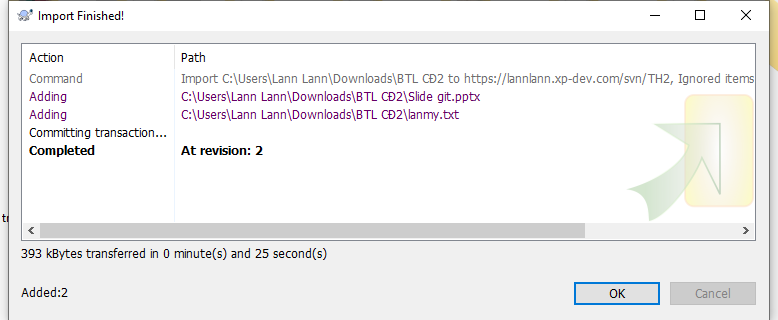 Import Finished!
Action Path
Command Import C:\Users\Lann Lann\Downloads\BTL CĐ2 to https://lannlann.xp-dev.com/svn/TH2, Ignored items
Adding C:\Users\Lann Lann\Downloads\BTL CĐ2\Slide git.pptx
Adding C:\Users\Lann Lann\Downloads\BTL CĐ2\lanmy.txt
Committing transaction...
Completed At revision: 2
393 kBytes transferred in 0 minute(s) and 25 second(s)
Added:2
OK Cancel